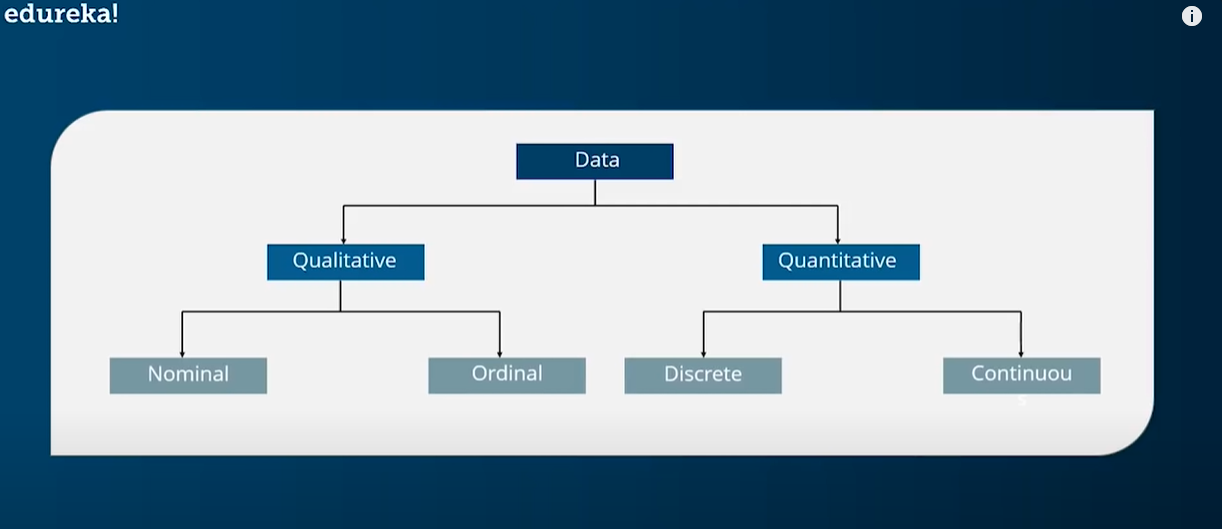 edureka!
i
Data
Qualitative
Quantitative
Nominal
Ordinal
Discrete
Continuou
s